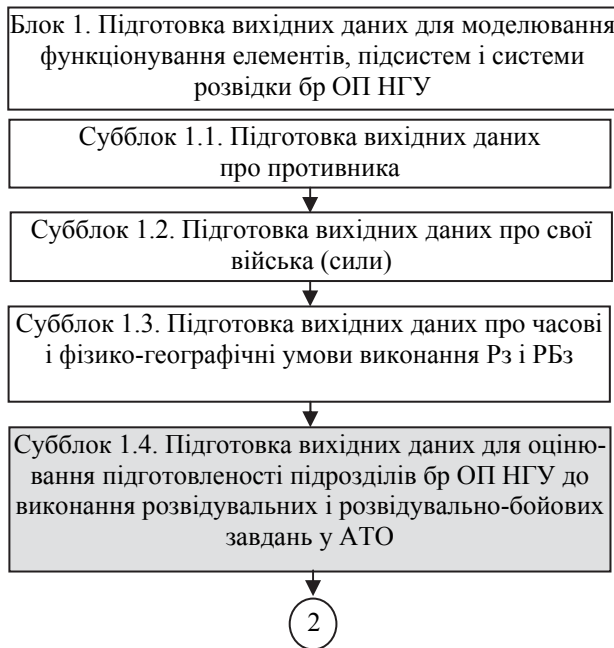 Блок 1. Підготовка вихідних даних для моделювання
функціонування елементів, підсистем і системи
розвідки бр ОП НГУ
Субблок 1.1. Підготовка вихідних даних
про противника
Субблок 1.2. Підготовка вихідних даних про свої
війська (сили)
Субблок 1.3. Підготовка вихідних даних про часові
і фізико-географічні умови виконання Рз і РБз
Субблок 1.4. Підготовка вихідних даних для оціню-
вання підготовленості підрозділів бр ОП НГУ до
виконання розвідувальних і розвідувально-бойових
завдань у АТО
2